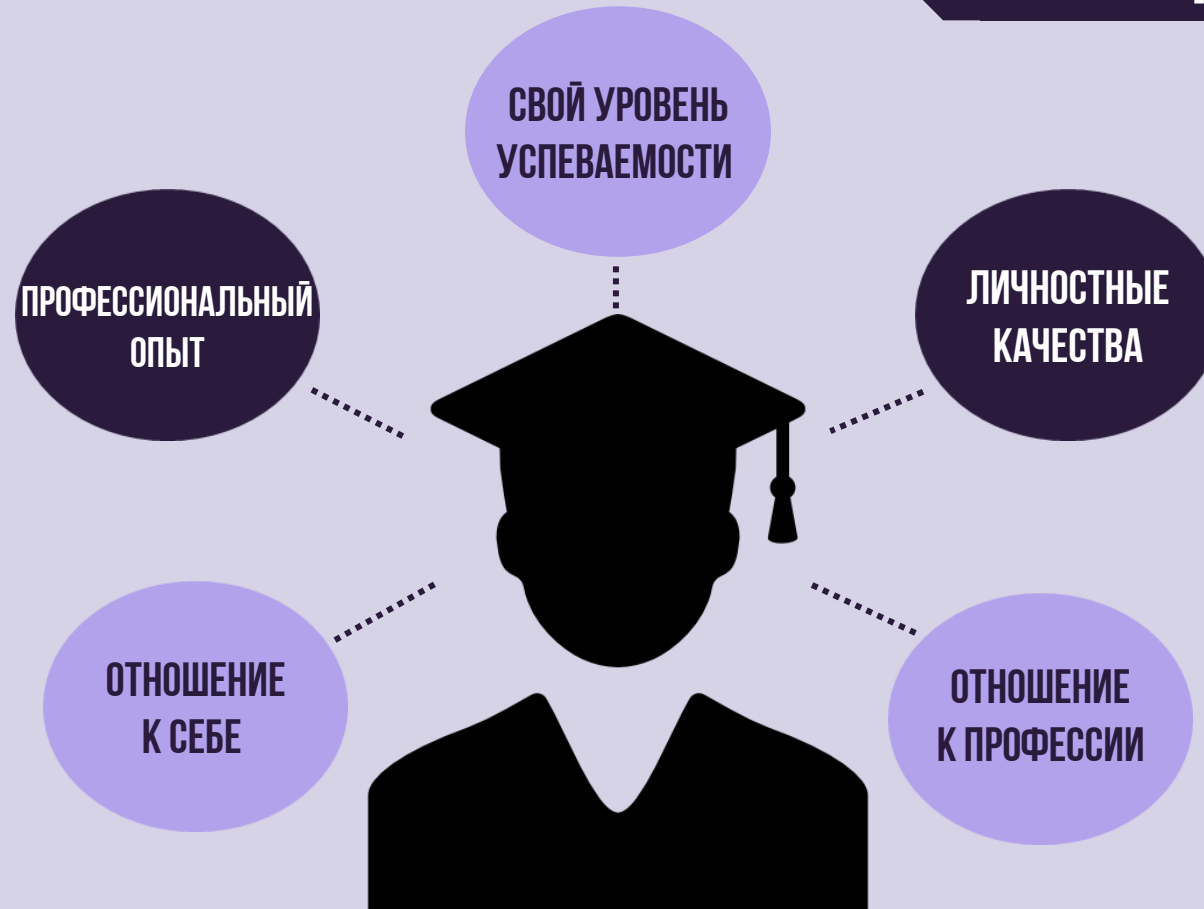 СВОЙ УРОВЕНЬ
УСПЕВАЕМОСТИ
ПРОФЕССИОНАЛЬНЫЙ
ОПЫТ
ЛИЧНОСТНЫЕ
КАЧЕСТВА
ОТНОШЕНИЕ
К СЕБЕ
ОТНОШЕНИЕ
К ПРОФЕССИИ